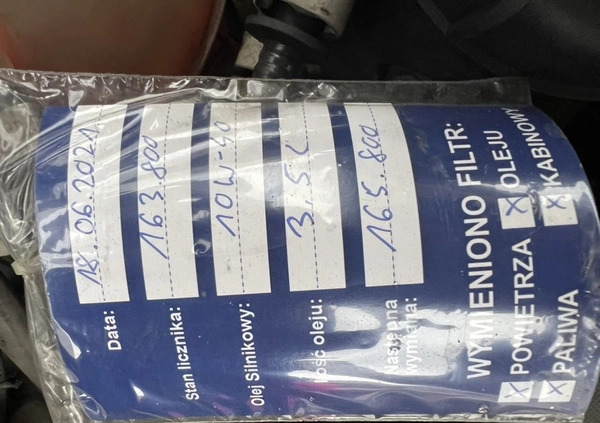 Data: 18.06.2021
Stan licznika: 163.800
Olej Silnikowy: 10W-40
Ilość oleju: 3.5 L
Następna wymiana: 165.800
WYMIENIONO FILTR:
X POWIETRZA X OLEJU
X PALIWA X KABINOWY